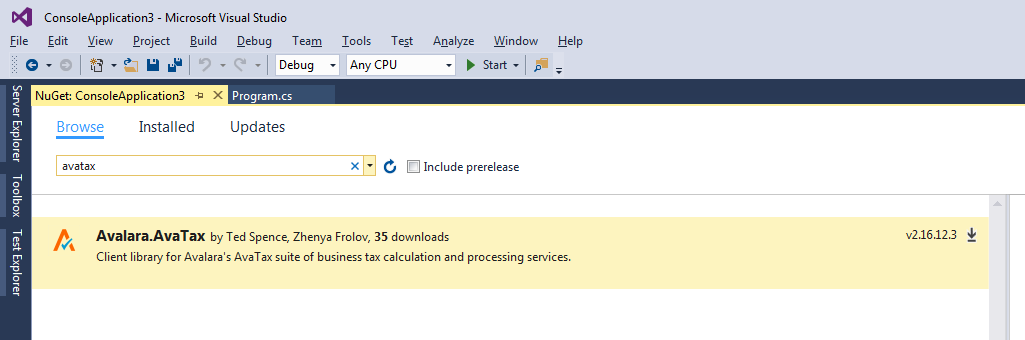 ConsoleApplication3 - Microsoft Visual Studio
File Edit View Project Build Debug Team Tools Test Analyze Window Help
Debug Any CPU Start
NuGet: ConsoleApplication3 Program.cs
Server Explorer
Toolbox
Test Explorer
Browse Installed Updates
avatax Include prerelease
Avalara.AvaTax by Ted Spence, Zhenya Frolov, 35 downloads v2.16.12.3
Client library for Avalara's AvaTax suite of business tax calculation and processing services.